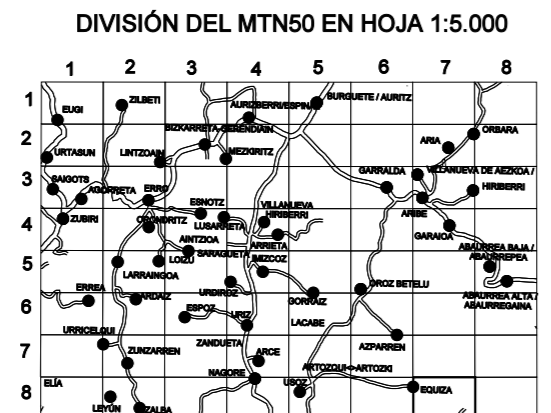 DIVISIÓN DEL MTN50 EN HOJA 1:5.000
1 2 3 4 5 6 7 8
1
ZILBETI
BURGUETE / AURITZ
EUGI
AURIZBERRI/ESPINAL
2
BIZKARRETA-GERENDIAIN
ORBARA
ARIA
URTASUN
LINTZOAIN
MEZKIRITZ
3
SAIGOTS
GARRALDA
VILLANUEVA DE AEZKOA /
HIRIBERRI
AGORRETA
ERRO
ESNOTZ
VILLANUEVA
HIRIBERRI
ARIBE
4
ZUBIRI
ORONDRITZ
LUSARRETA
GARAIOA
AINTZIOA
ARRIETA
ABAURREA BAJA /
ABAURREPEA
5
LOIZU
SARAGUETA
IMIZCOZ
LARRAINGOA
ERREA
ARDAIZ
URDIROZ
GORRAIZ
OROZ BETELU
ABAURREA ALTA /
ABAURREGAINA
6
ESPOZ
URIZ
LACABE
URRICELQUI
ZANDUETA
AZPARREN
7
ZUNZARREN
ARCE
NAGORE
ARTOZQUI<>ARTOZKI
ELÍA
USOZ
EQUIZA
8
LEYÚN
ZALBA